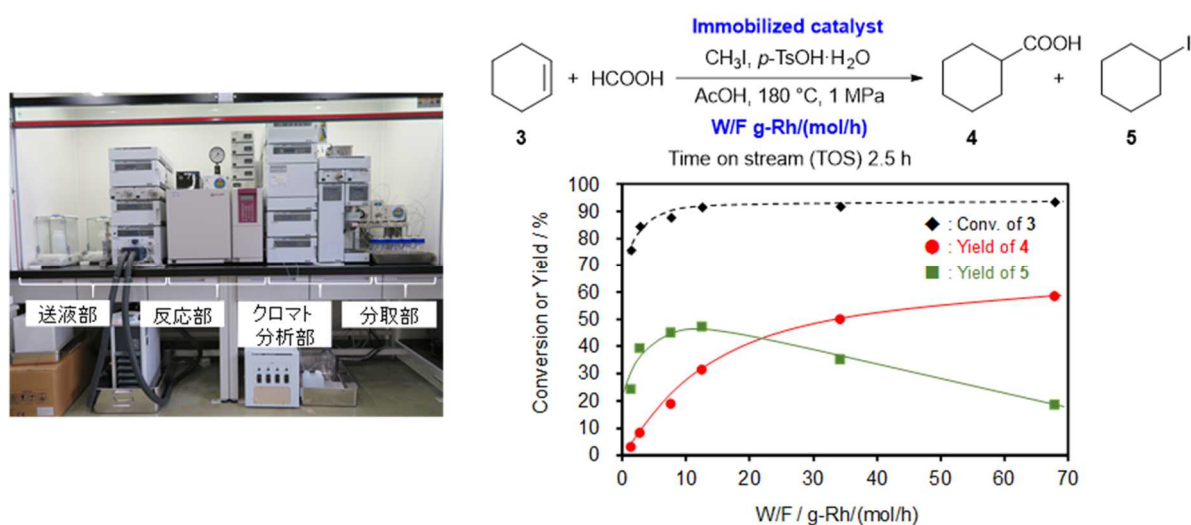 送液部
反応部
クロマト
分析部
分取部
Immobilized catalyst
CH₃I, p-TsOH·H₂O
+ HCOOH
AcOH, 180 °C, 1 MPa
W/F g-Rh/(mol/h)
Time on stream (TOS) 2.5 h
COOH
+
I
3
4
5
Conversion or Yield / %
100
90
80
70
60
50
40
30
20
10
0
: Conv. of 3
: Yield of 4
: Yield of 5
0 10 20 30 40 50 60 70
W/F / g-Rh/(mol/h)